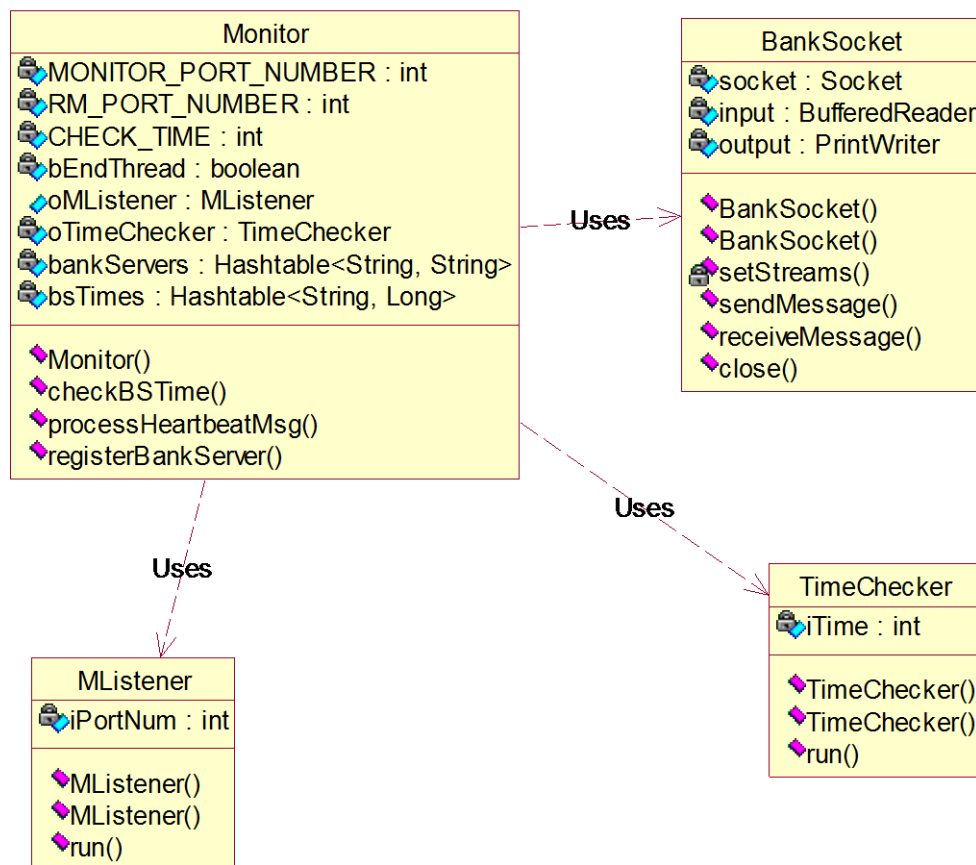 Monitor
MONITOR_PORT_NUMBER : int
RM_PORT_NUMBER : int
CHECK_TIME : int
bEndThread : boolean
oMListener : MListener
oTimeChecker : TimeChecker
bankServers : Hashtable<String, String>
bsTimes : Hashtable<String, Long>
Monitor()
checkBSTime()
processHeartbeatMsg()
registerBankServer()
Uses
BankSocket
socket : Socket
input : BufferedReader
output : PrintWriter
BankSocket()
BankSocket()
setStreams()
sendMessage()
receiveMessage()
close()
Uses
Uses
MListener
iPortNum : int
MListener()
MListener()
run()
TimeChecker
iTime : int
TimeChecker()
TimeChecker()
run()